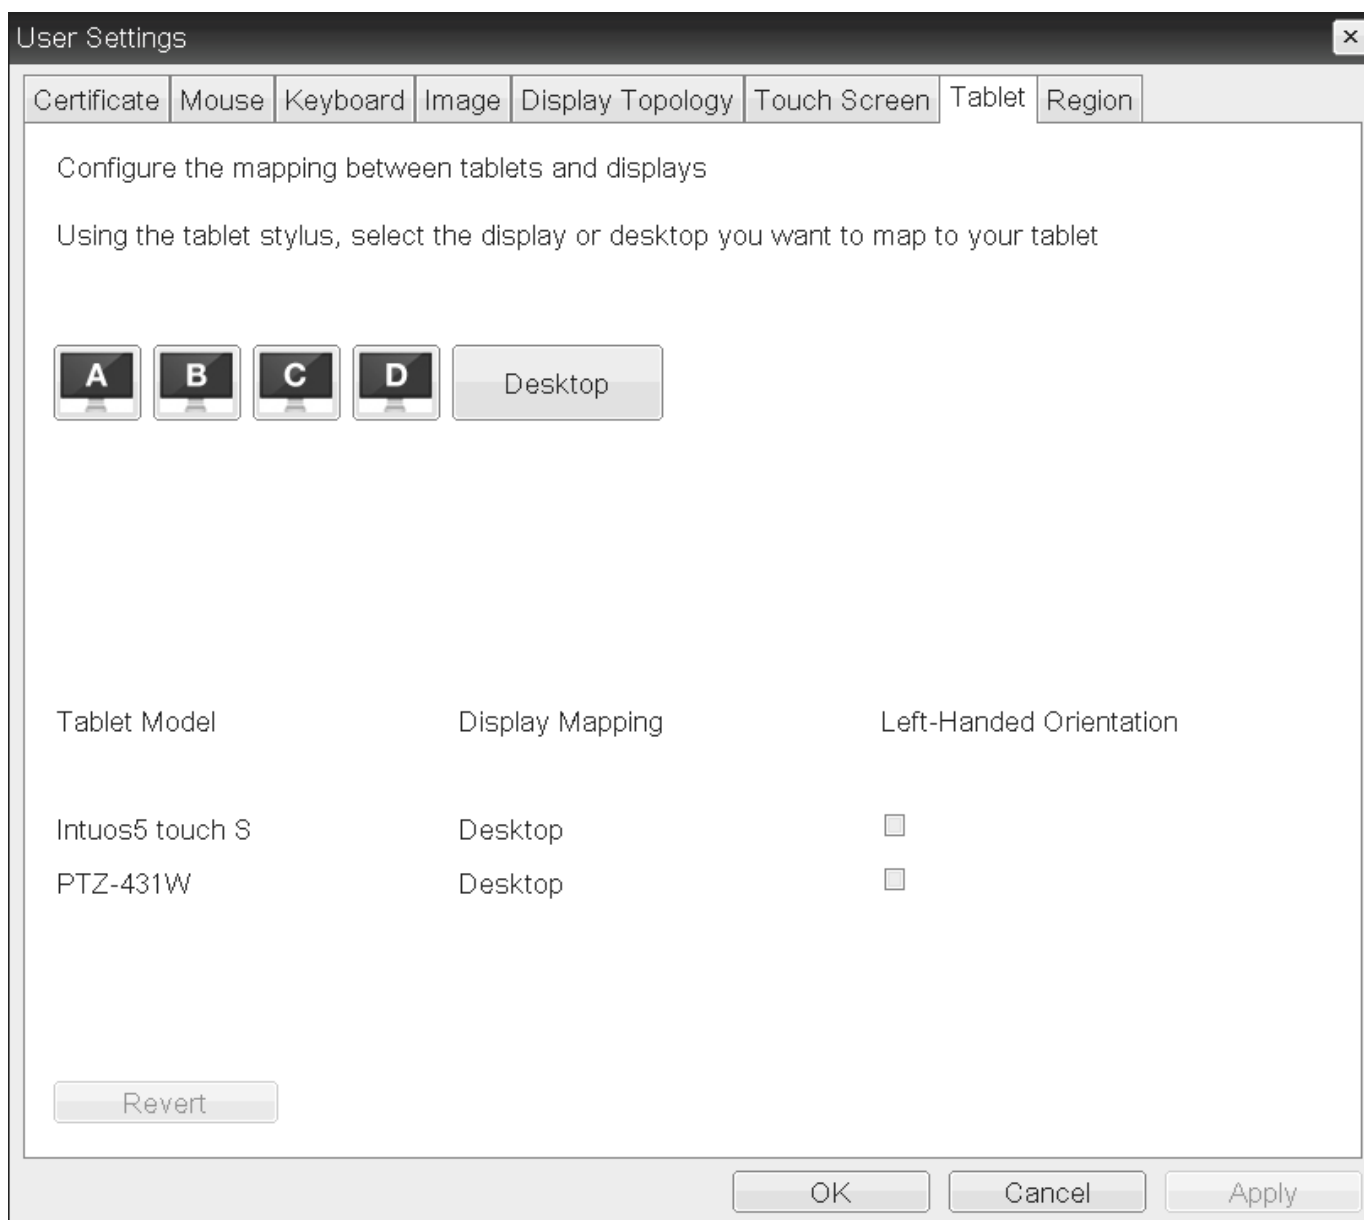 User Settings
Certificate Mouse Keyboard Image Display Topology Touch Screen Tablet Region
Configure the mapping between tablets and displays
Using the tablet stylus, select the display or desktop you want to map to your tablet
A B C D Desktop
Tablet Model Display Mapping Left-Handed Orientation
Intuos5 touch S Desktop
PTZ-431W Desktop
Revert
OK Cancel Apply